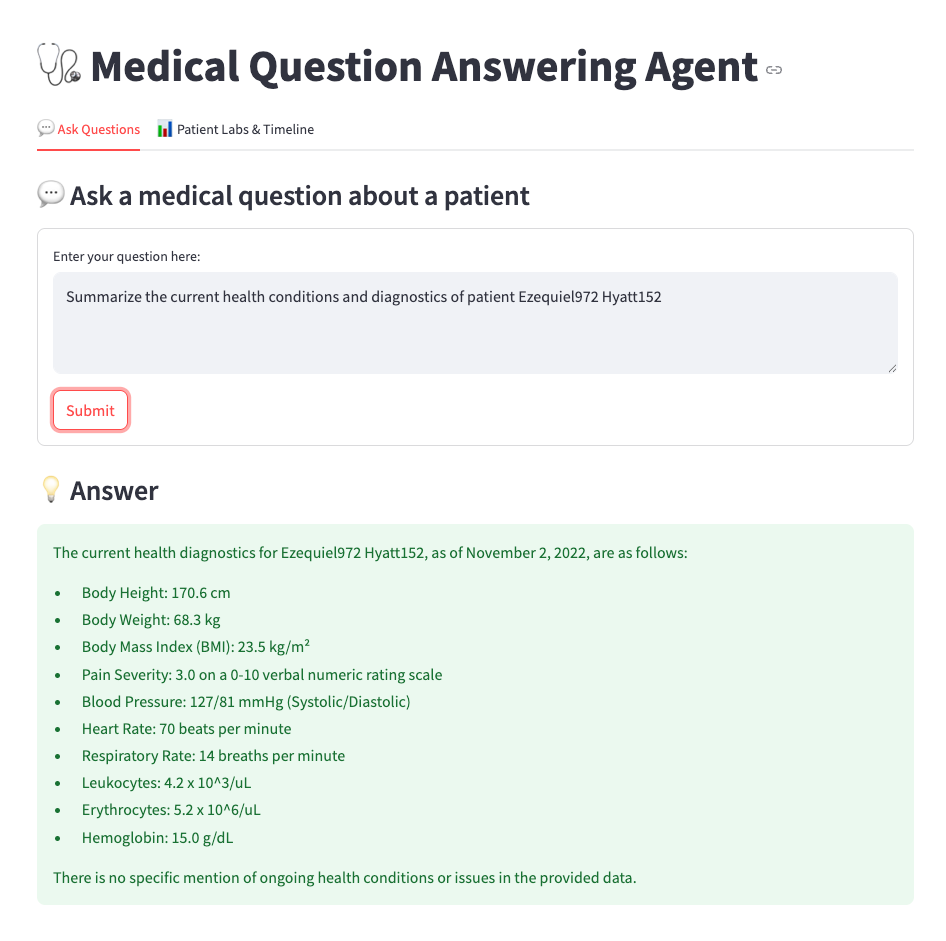 Medical Question Answering Agent
Ask Questions Patient Labs & Timeline
Ask a medical question about a patient
Enter your question here:
Summarize the current health conditions and diagnostics of patient Ezequiel972 Hyatt152
Submit
Answer
The current health diagnostics for Ezequiel972 Hyatt152, as of November 2, 2022, are as follows:
• Body Height: 170.6 cm
• Body Weight: 68.3 kg
• Body Mass Index (BMI): 23.5 kg/m²
• Pain Severity: 3.0 on a 0-10 verbal numeric rating scale
• Blood Pressure: 127/81 mmHg (Systolic/Diastolic)
• Heart Rate: 70 beats per minute
• Respiratory Rate: 14 breaths per minute
• Leukocytes: 4.2 x 10^3/uL
• Erythrocytes: 5.2 x 10^6/uL
• Hemoglobin: 15.0 g/dL
There is no specific mention of ongoing health conditions or issues in the provided data.